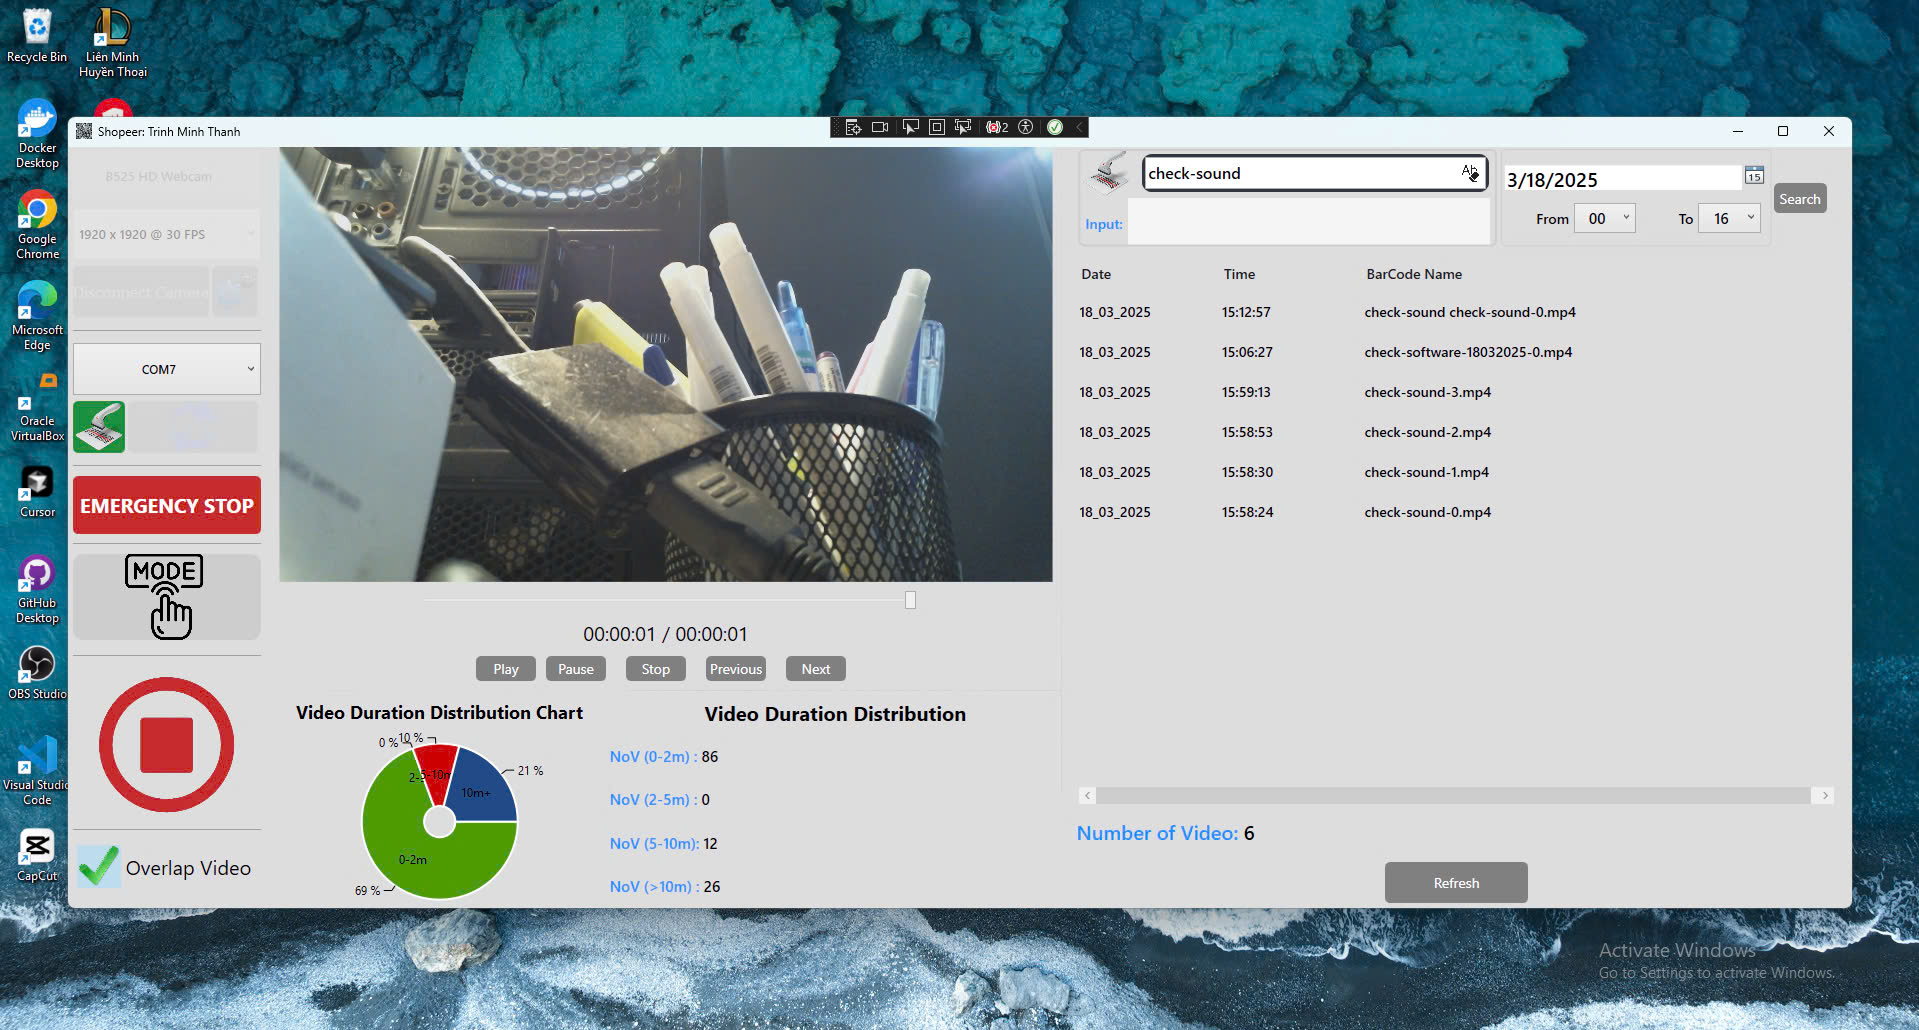 Recycle Bin
Liên Minh
Huyền Thoại
Docker
Desktop
Google
Chrome
Microsoft
Edge
Oracle
VirtualBox
Cursor
GitHub
Desktop
OBS Studio
Visual Studio
Code
CapCut
Shopeer: Trinh Minh Thanh
2
B525 HD Webcam
1920 x 1920 @ 30 FPS
Disconnect Camera
COM7
EMERGENCY STOP
MODE
Overlap Video
00:00:01 / 00:00:01
Play Pause Stop Previous Next
Video Duration Distribution Chart
0 % 10 %
21 %
2-5-10m
10m+
0-2m
69 %
Video Duration Distribution
NoV (0-2m) : 86
NoV (2-5m) : 0
NoV (5-10m): 12
NoV (>10m) : 26
check-sound
Input:
3/18/2025
15
From 00 To 16
Search
Date Time BarCode Name
18_03_2025 15:12:57 check-sound check-sound-0.mp4
18_03_2025 15:06:27 check-software-18032025-0.mp4
18_03_2025 15:59:13 check-sound-3.mp4
18_03_2025 15:58:53 check-sound-2.mp4
18_03_2025 15:58:30 check-sound-1.mp4
18_03_2025 15:58:24 check-sound-0.mp4
Number of Video: 6
Refresh
Activate Windows
Go to Settings to activate Windows.